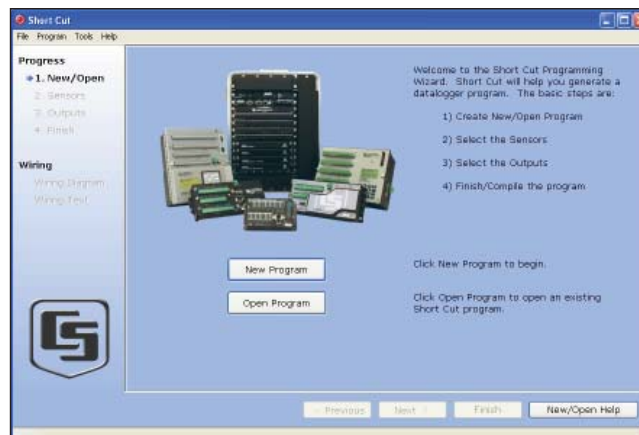 Short Cut
File Program Tools Help
Progress
1. New/Open
2. Sensors
3. Outputs
4. Finish
Wiring
Wiring Diagram
Wiring Text
Welcome to the Short Cut Programming
Wizard. Short Cut will help you generate a
datalogger program. The basic steps are:
1) Create New/Open Program
2) Select the Sensors
3) Select the Outputs
4) Finish/Compile the program
New Program
Click New Program to begin.
Open Program
Click Open Program to open an existing
Short Cut program.
< Previous
Next >
Finish
New/Open Help